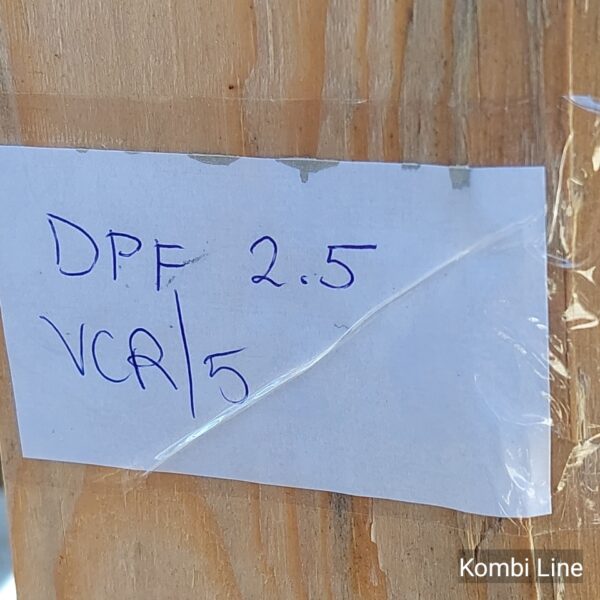 DPF 2.5
VCR/5
Kombi Line